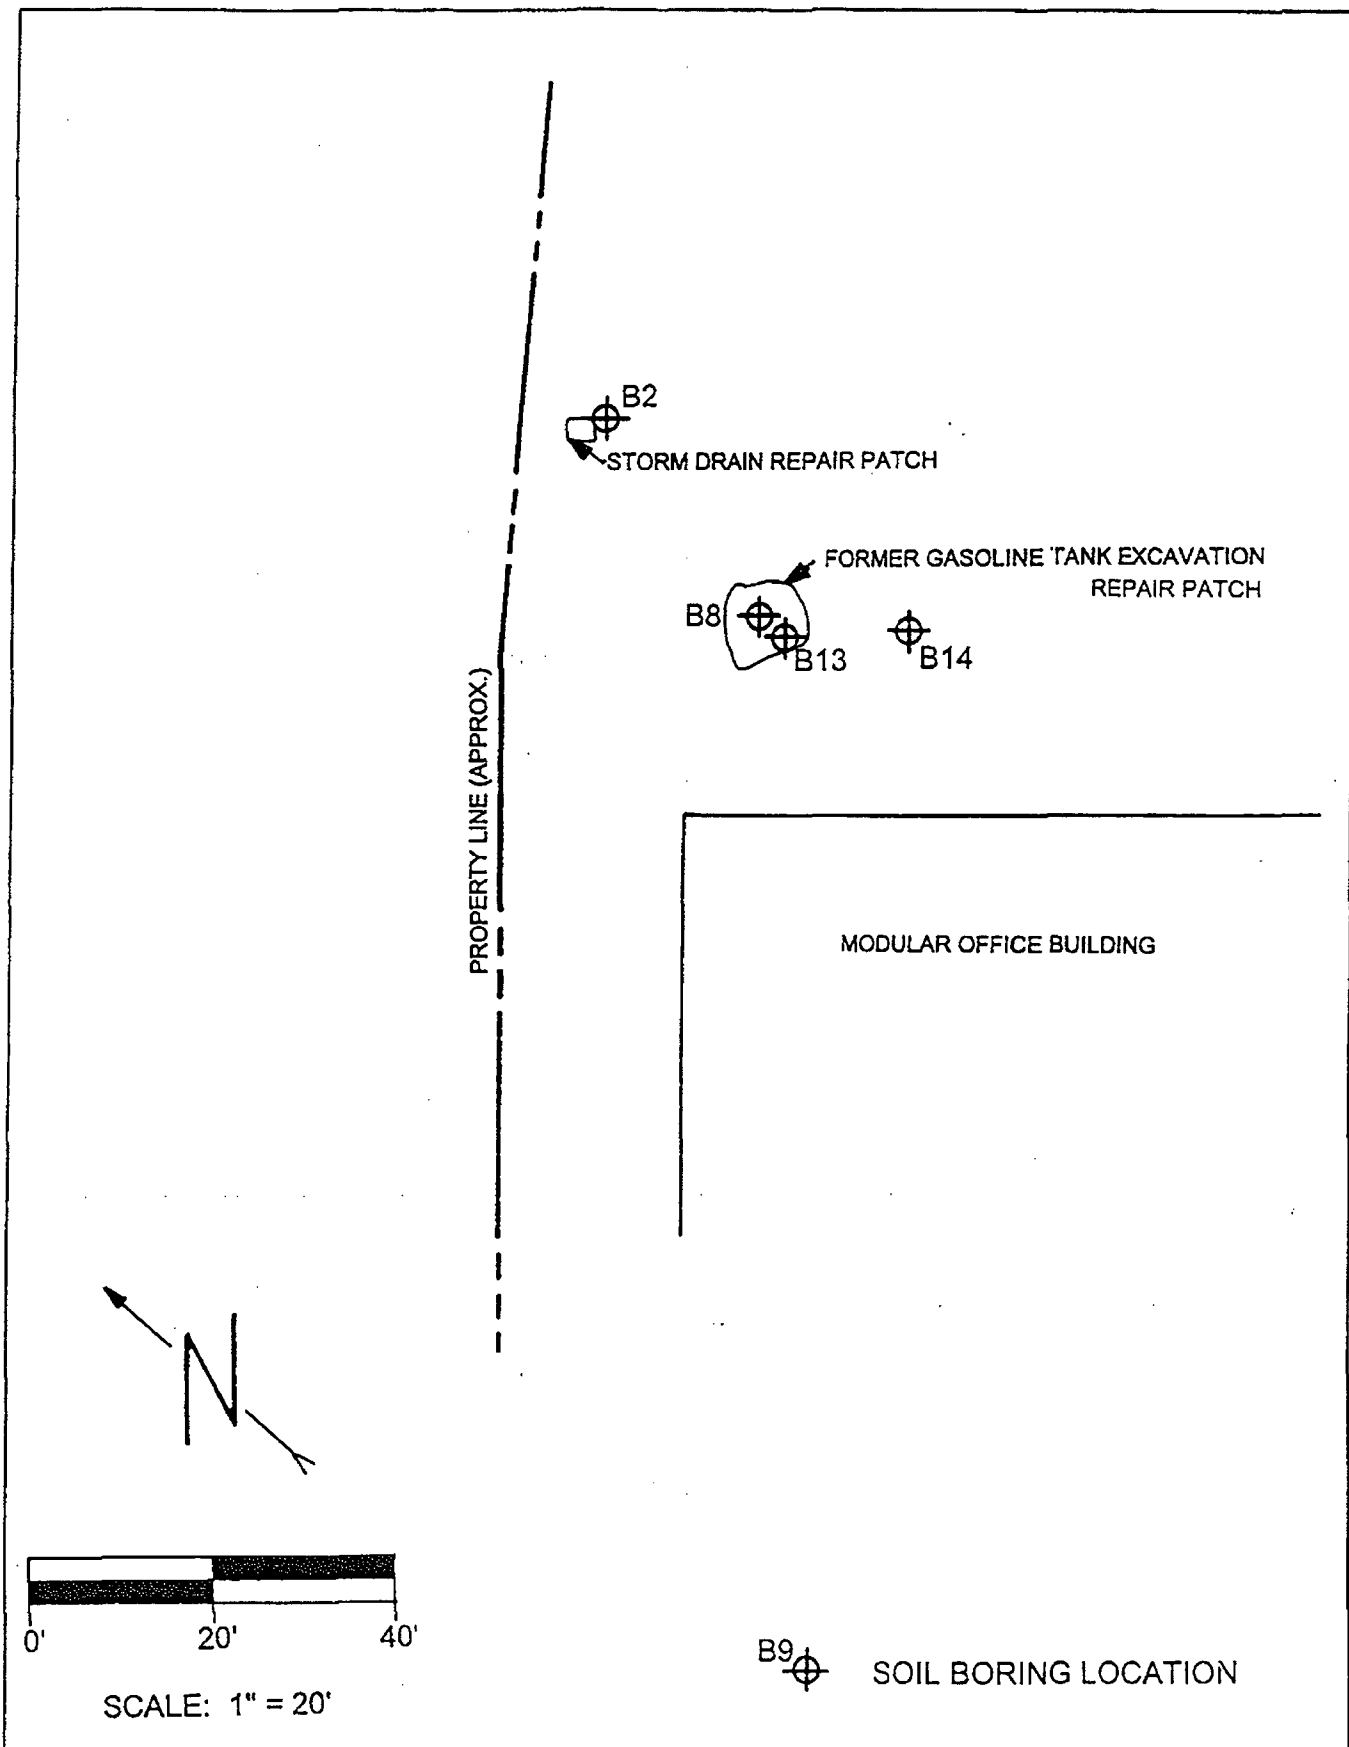 B2
STORM DRAIN REPAIR PATCH
FORMER GASOLINE TANK EXCAVATION
REPAIR PATCH
B8
B13
B14
PROPERTY LINE (APPROX.)
MODULAR OFFICE BUILDING
N
0' 20' 40'
SCALE: 1" = 20'
B9 SOIL BORING LOCATION